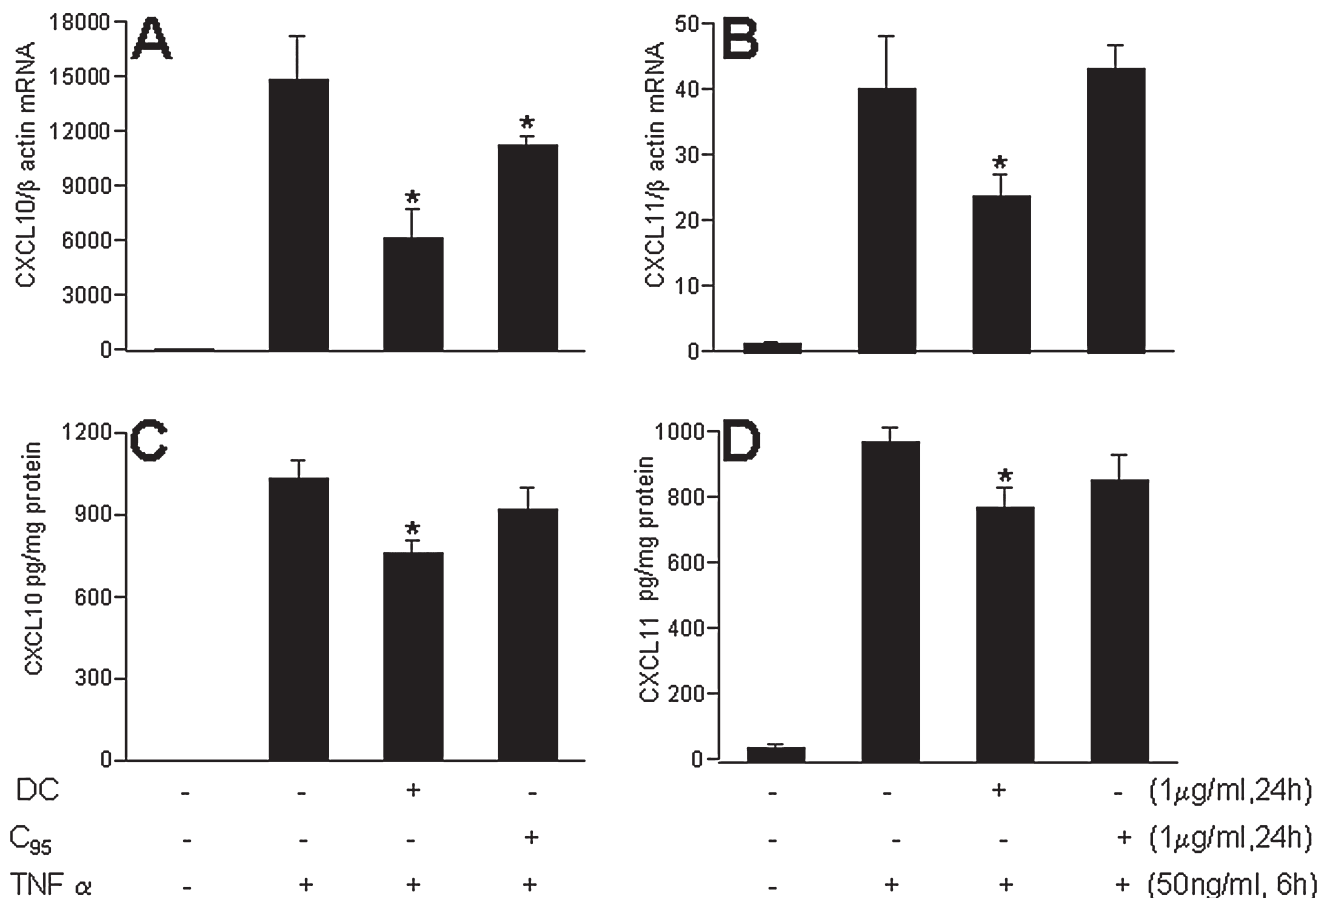 A
CXCL10/β actin mRNA
18000
15000
12000
9000
6000
3000
0
*
*
B
CXCL11/β actin mRNA
50
40
30
20
10
0
*
C
CXCL10 pg/mg protein
1200
900
600
300
0
*
D
CXCL11 pg/mg protein
1000
800
600
400
200
0
*
DC - - + - - - + - (1μg/ml,24h)
C95 - - - + - - - + (1μg/ml,24h)
TNF α - + + + - + + + (50ng/ml, 6h)